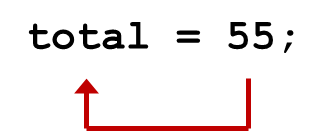 total = 55;